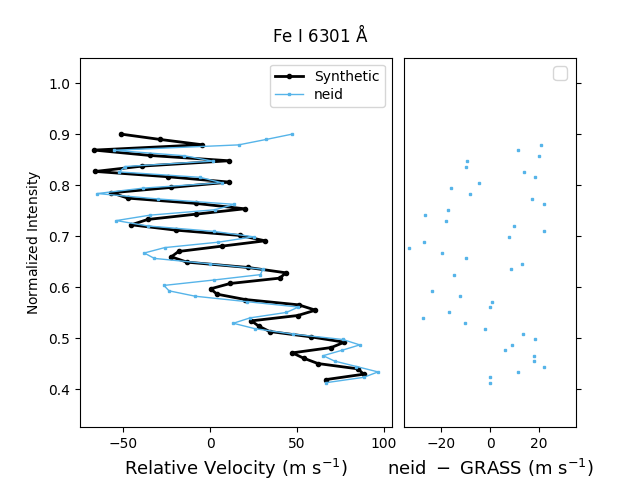 Fe I 6301 Å
Synthetic
neid
1.0
0.9
0.8
0.7
0.6
0.5
0.4
Normalized Intensity
−50
0
50
100
−20
0
20
Relative Velocity (m s⁻¹)
neid − GRASS (m s⁻¹)